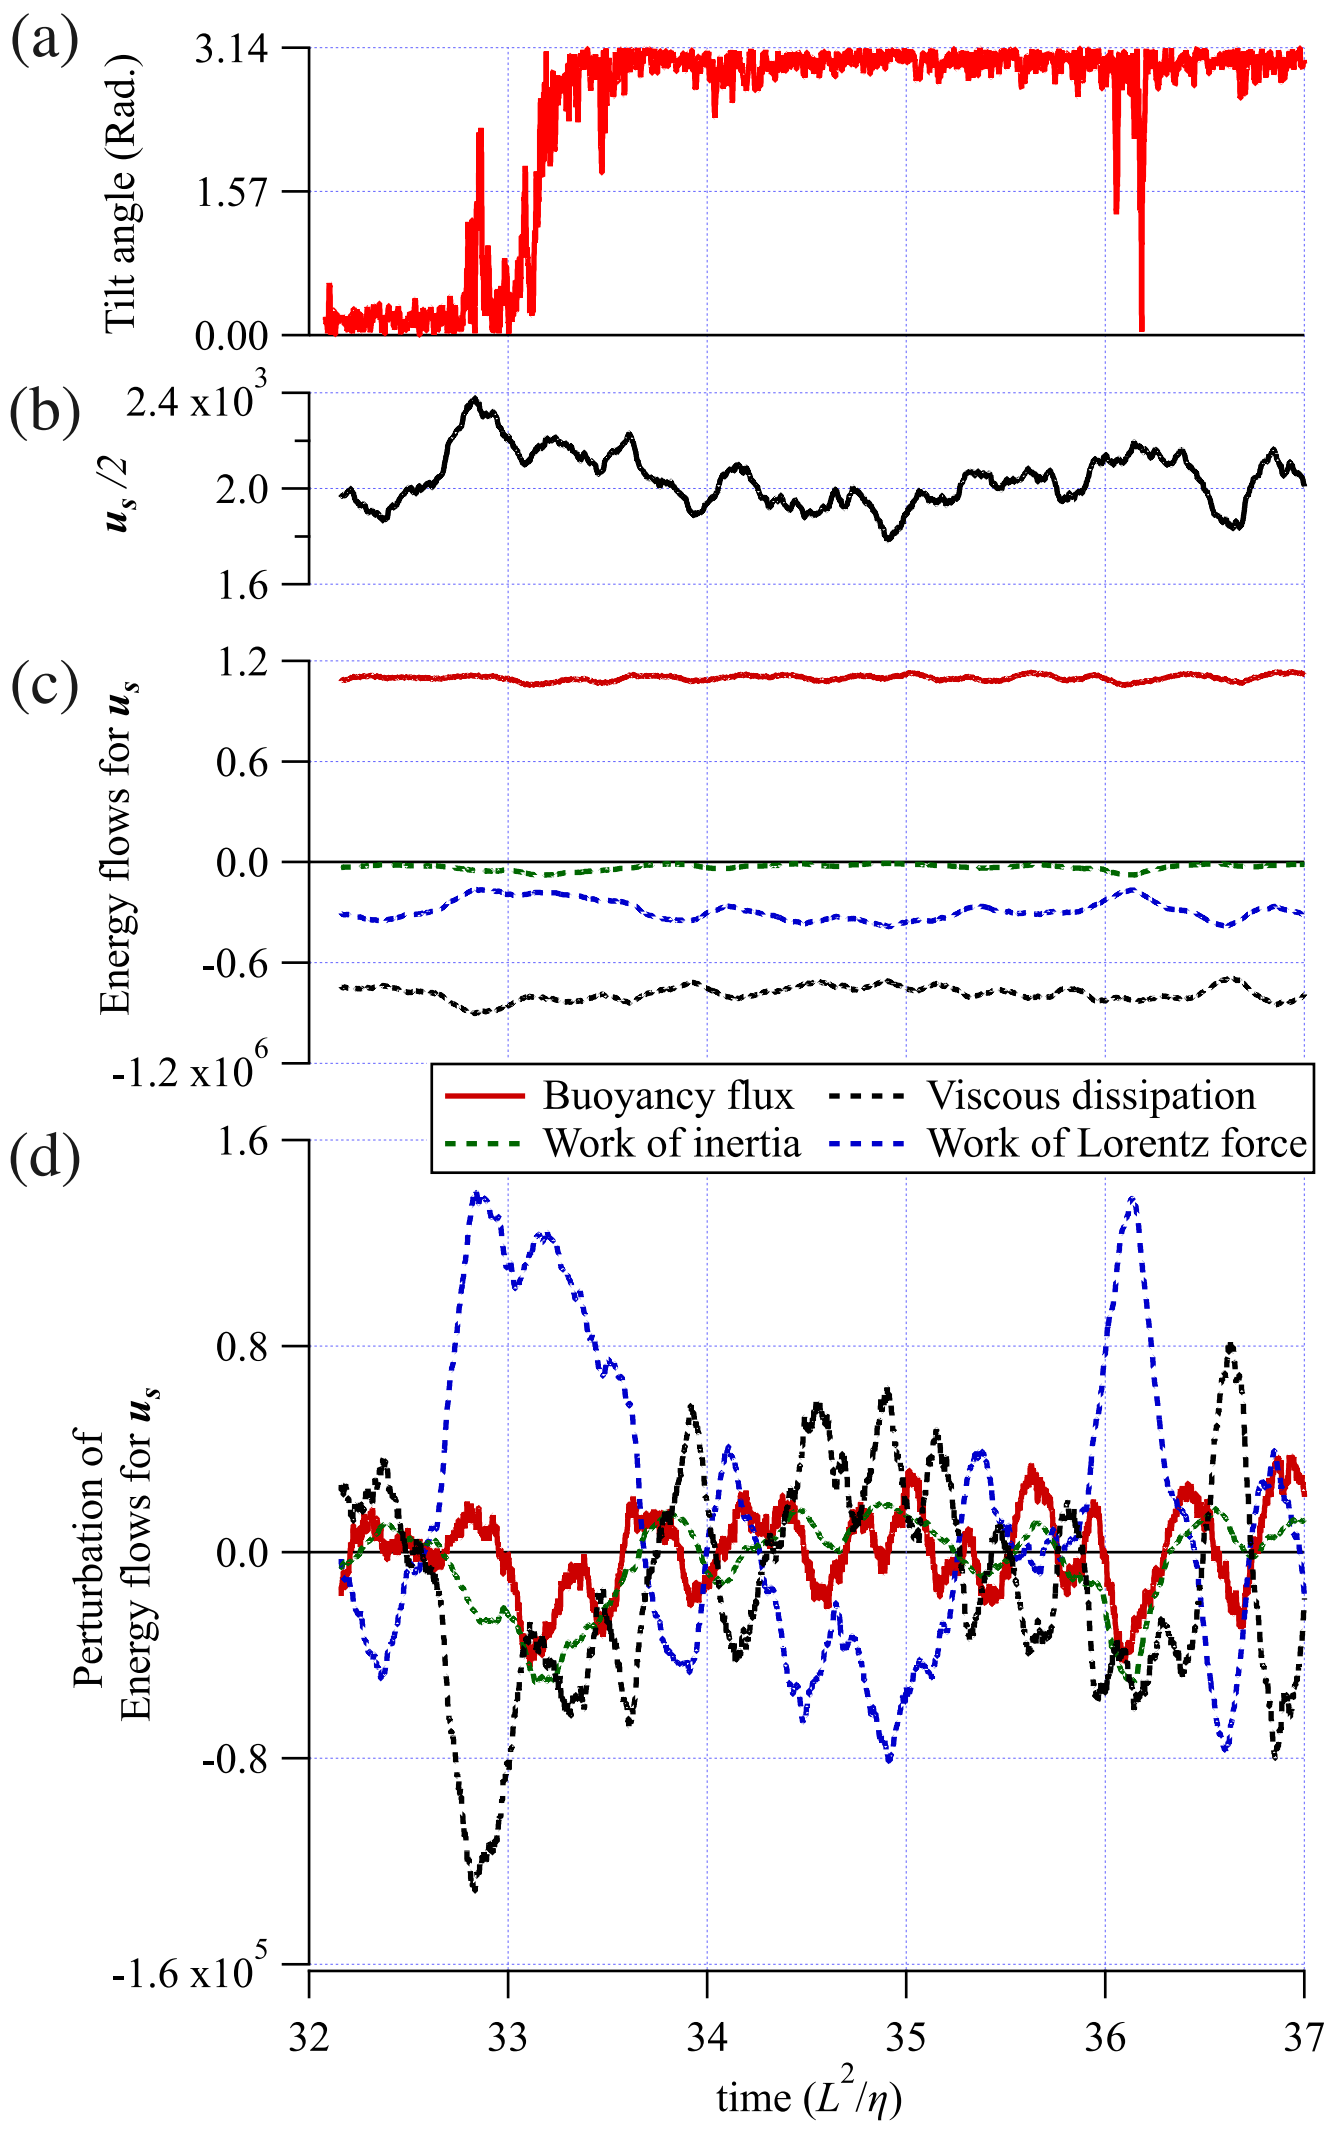 (a)
Tilt angle (Rad.)
3.14
1.57
0.00
(b)
u_s /2
2.4 x10^3
2.0
1.6
(c)
Energy flows for u_s
1.2
0.6
0.0
-0.6
-1.2 x10^6
Buoyancy flux
Viscous dissipation
Work of inertia
Work of Lorentz force
(d)
Perturbation of
Energy flows for u_s
1.6
0.8
0.0
-0.8
-1.6 x10^5
32 33 34 35 36 37
time (L^2/η)